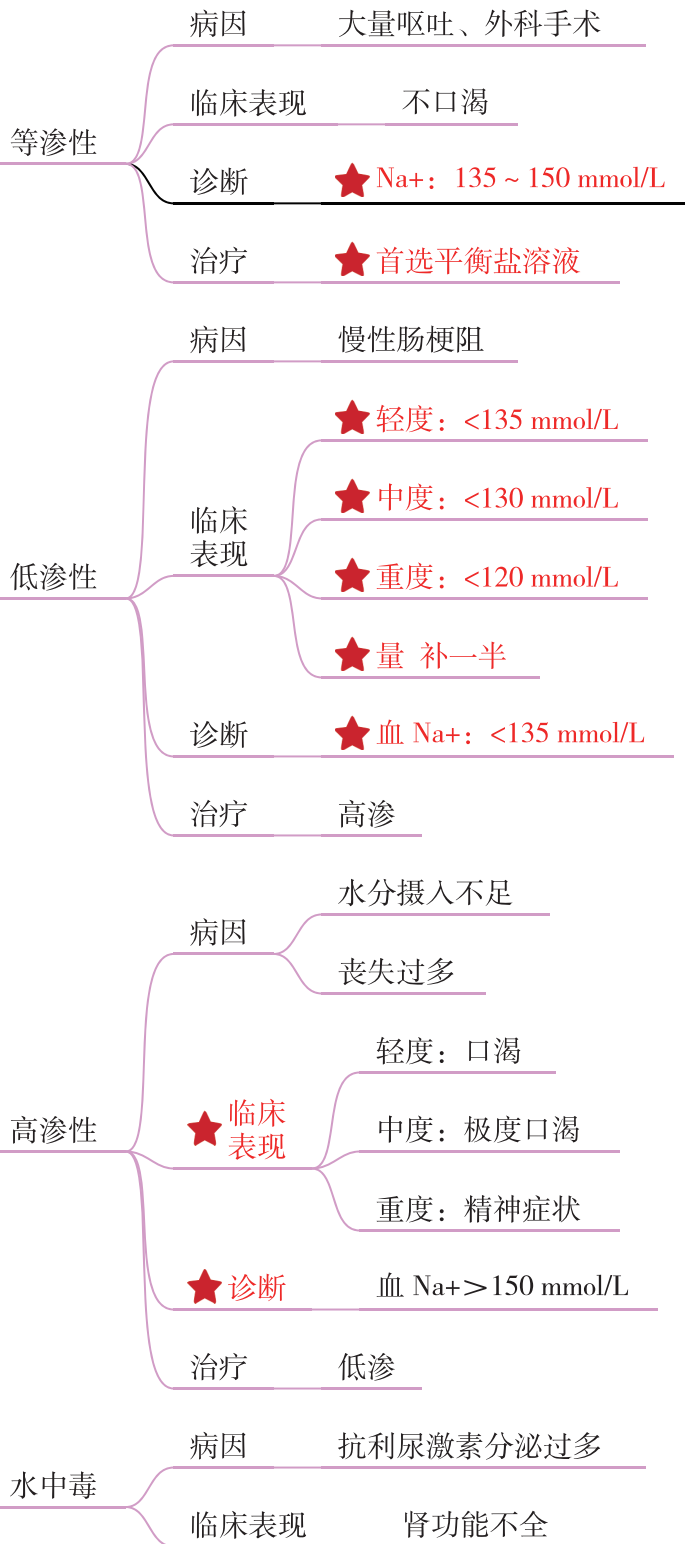 病因
大量呕吐、外科手术
临床表现
不口渴
等渗性
诊断
Na+：135 ~ 150 mmol/L
治疗
首选平衡盐溶液
病因
慢性肠梗阻
轻度：<135 mmol/L
中度：<130 mmol/L
临床
表现
低渗性
重度：<120 mmol/L
量 补一半
诊断
血 Na+：<135 mmol/L
治疗
高渗
水分摄入不足
病因
丧失过多
轻度：口渴
高渗性
临床
表现
中度：极度口渴
重度：精神症状
诊断
血 Na+＞150 mmol/L
治疗
低渗
病因
抗利尿激素分泌过多
水中毒
临床表现
肾功能不全